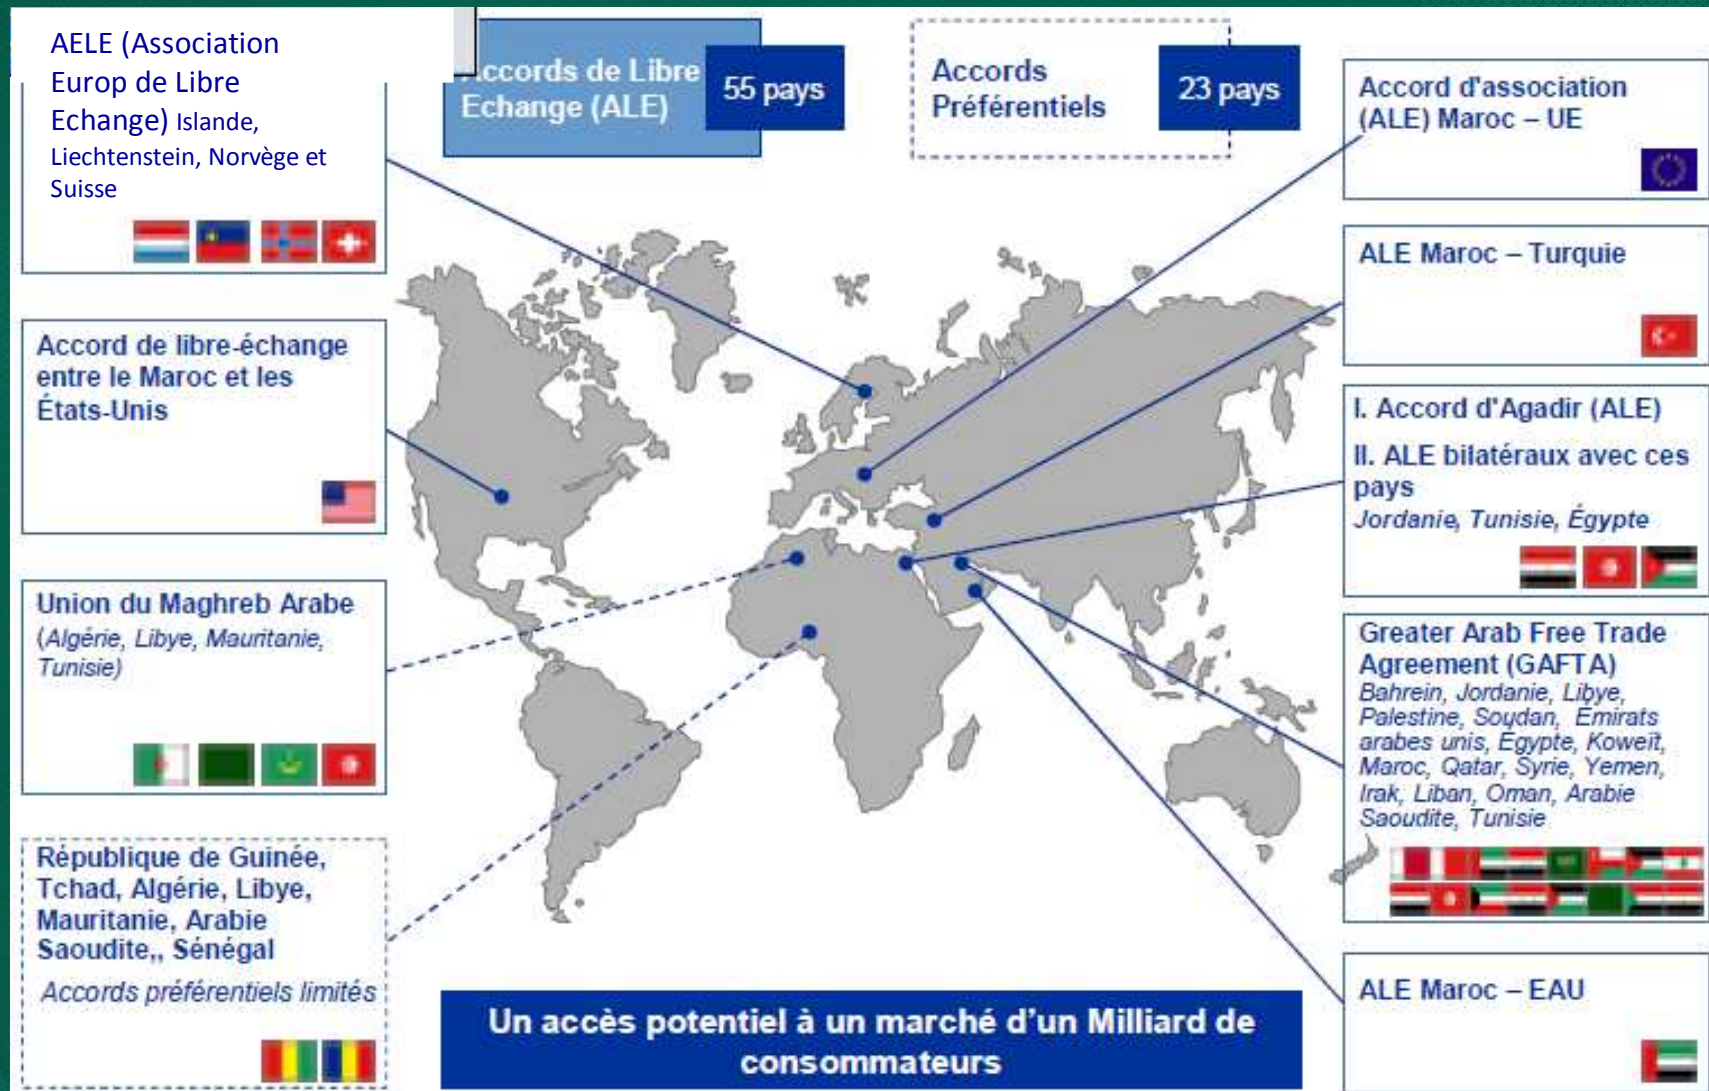 AELE (Association
Europ de Libre
Echange) Islande,
Liechtenstein, Norvège et
Suisse
Accords de Libre
Echange (ALE)
55 pays
Accords
Préférentiels
23 pays
Accord d'association
(ALE) Maroc – UE
ALE Maroc – Turquie
Accord de libre-échange
entre le Maroc et les
États-Unis
I. Accord d'Agadir (ALE)
II. ALE bilatéraux avec ces
pays
Jordanie, Tunisie, Égypte
Union du Maghreb Arabe
(Algérie, Libye, Mauritanie,
Tunisie)
Greater Arab Free Trade
Agreement (GAFTA)
Bahrein, Jordanie, Libye,
Palestine, Soudan, Emirats
arabes unis, Égypte, Koweït,
Maroc, Qatar, Syrie, Yemen,
Irak, Liban, Oman, Arabie
Saoudite, Tunisie
République de Guinée,
Tchad, Algérie, Libye,
Mauritanie, Arabie
Saoudite,, Sénégal
Accords préférentiels limités
ALE Maroc – EAU
Un accès potentiel à un marché d'un Milliard de
consommateurs